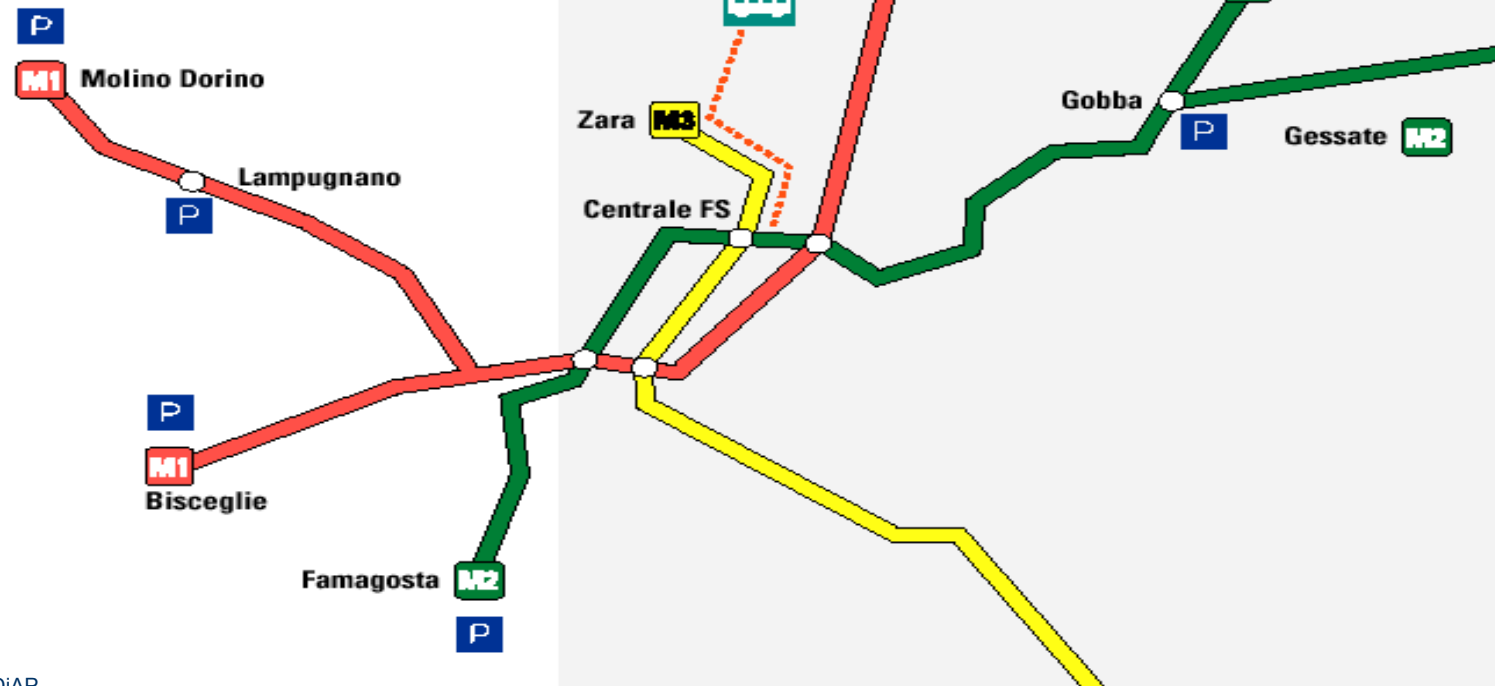 P
M1 Molino Dorino
Lampugnano
P
Zara M3
Centrale FS
Gobba
P
Gessate M2
P
M1
Bisceglie
Famagosta M2
P